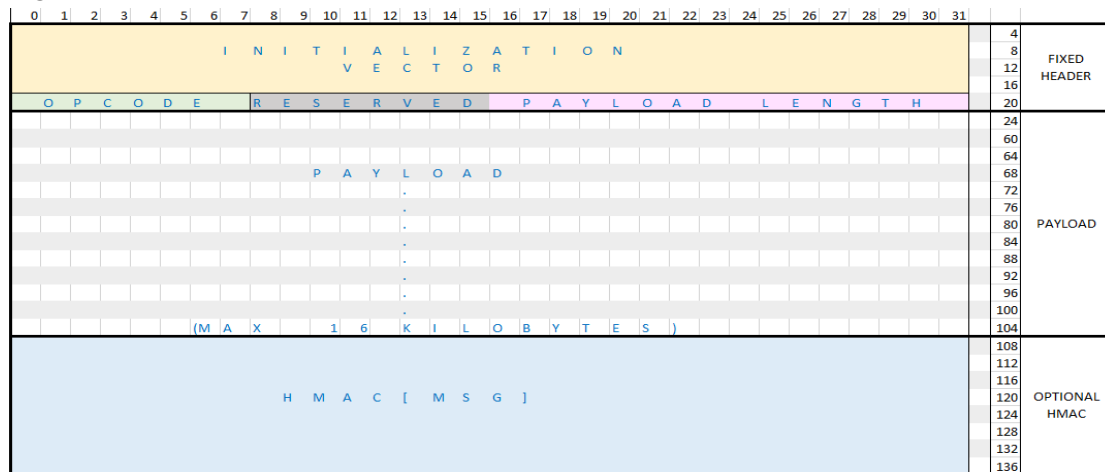 0 1 2 3 4 5 6 7 8 9 10 11 12 13 14 15 16 17 18 19 20 21 22 23 24 25 26 27 28 29 30 31
4
I N I T I A L I Z A T I O N 8
V E C T O R 12
FIXED
HEADER
16
O P C O D E R E S E R V E D P A Y L O A D L E N G T H 20
24
60
64
P A Y L O A D 68
. 72
. 76
. 80 PAYLOAD
. 84
. 88
. 92
. 96
. 100
(M A X 1 6 K I L O B Y T E S ) 104
108
112
116
H M A C [ M S G ] 120 OPTIONAL
124 HMAC
128
132
136